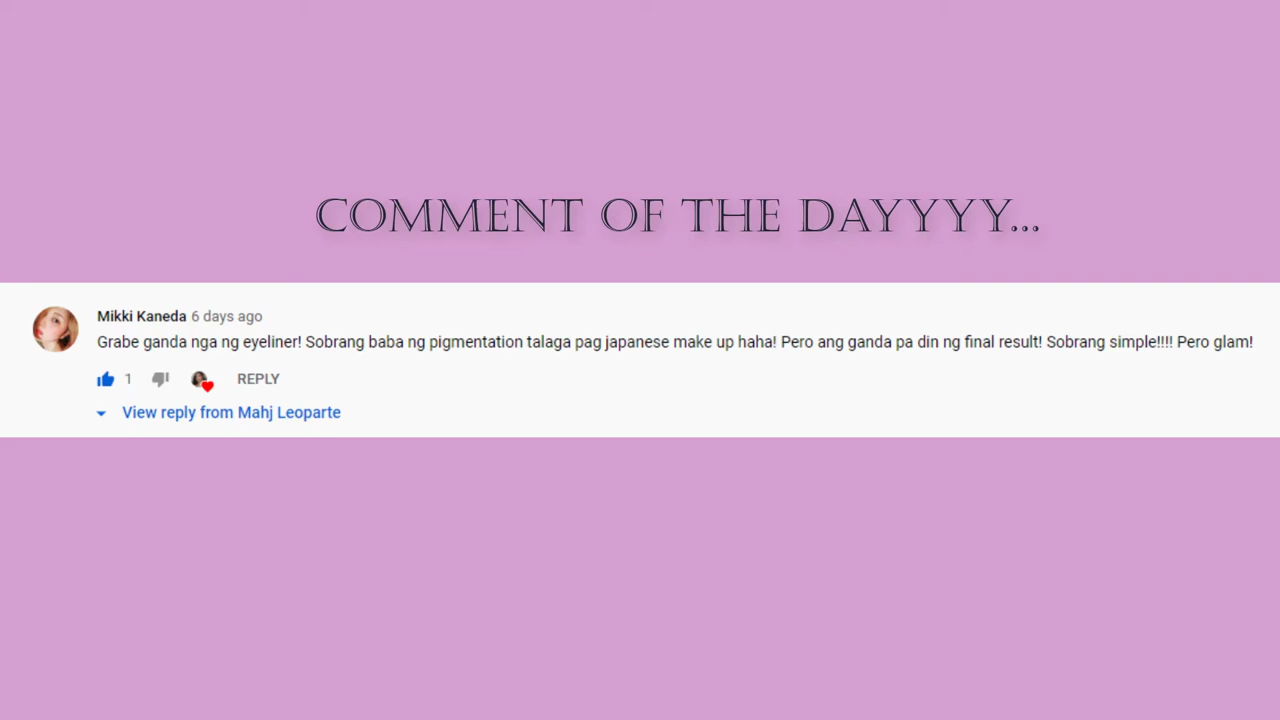 COMMENT OF THE DAYYYY...
Mikki Kaneda 6 days ago
Grabe ganda nga ng eyeliner! Sobrang baba ng pigmentation talaga pag japanese make up haha! Pero ang ganda pa din ng final result! Sobrang simple!!!! Pero glam!
1 REPLY
View reply from Mahj Leoparte